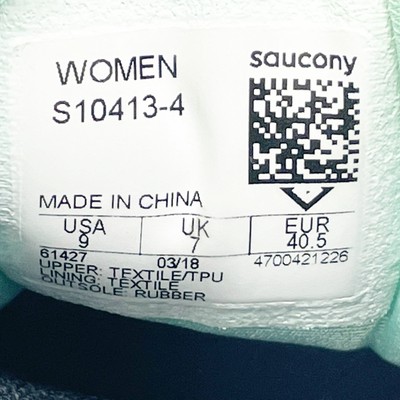 WOMEN
saucony
S10413-4
MADE IN CHINA
USA UK EUR
9 7 40.5
61427 03/18 4700421226
UPPER: TEXTILE/TPU
LINING: TEXTILE
OUTSOLE: RUBBER